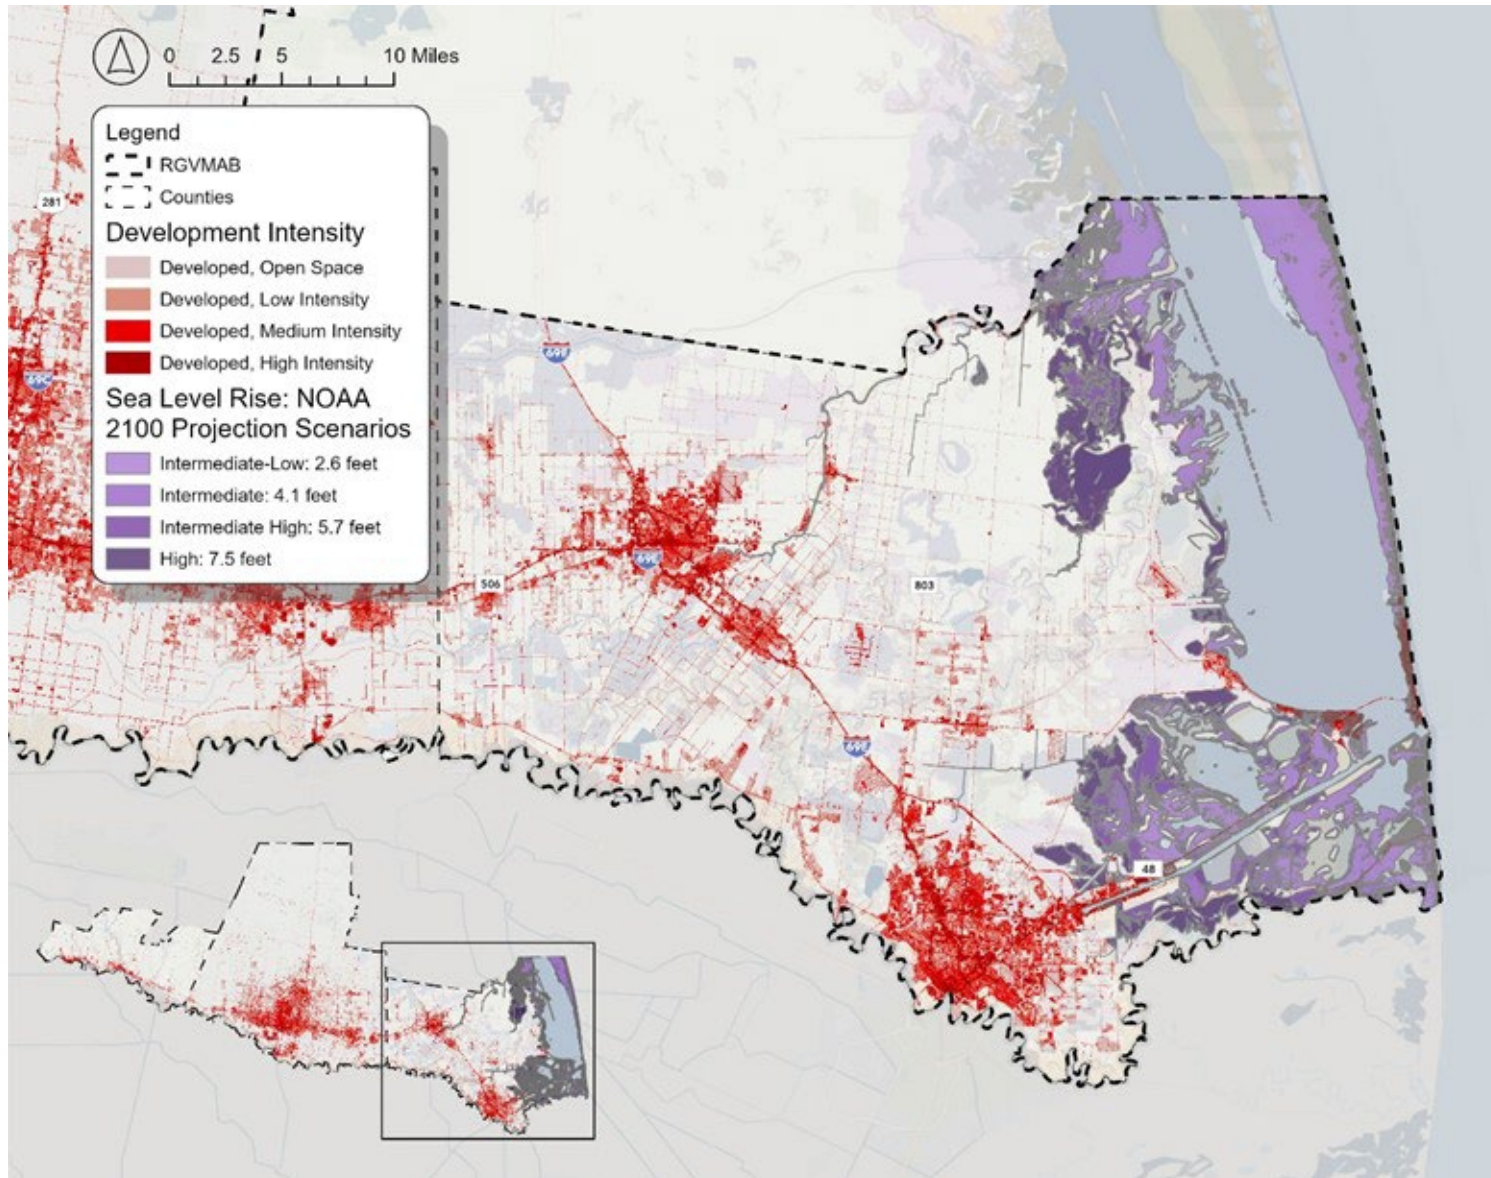 0 2.5 5 10 Miles
Legend
RGVMAB
Counties
Development Intensity
Developed, Open Space
Developed, Low Intensity
Developed, Medium Intensity
Developed, High Intensity
Sea Level Rise: NOAA
2100 Projection Scenarios
Intermediate-Low: 2.6 feet
Intermediate: 4.1 feet
Intermediate High: 5.7 feet
High: 7.5 feet
281
69E
69C
69E
506
803
69E
48